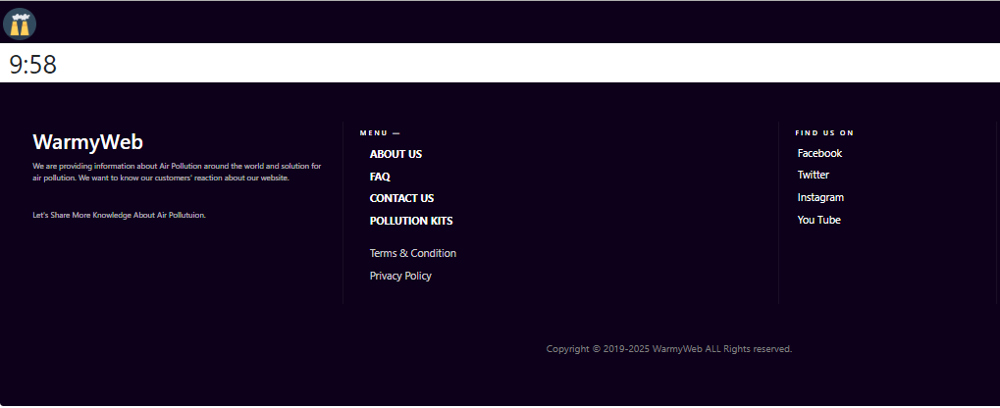 9:58
WarmyWeb
We are providing information about Air Pollution around the world and solution for
air pollution. We want to know our customers' reaction about our website.
Let's Share More Knowledge About Air Pollutuion.
MENU —
ABOUT US
FAQ
CONTACT US
POLLUTION KITS
Terms & Condition
Privacy Policy
FIND US ON
Facebook
Twitter
Instagram
You Tube
Copyright © 2019-2025 WarmyWeb ALL Rights reserved.